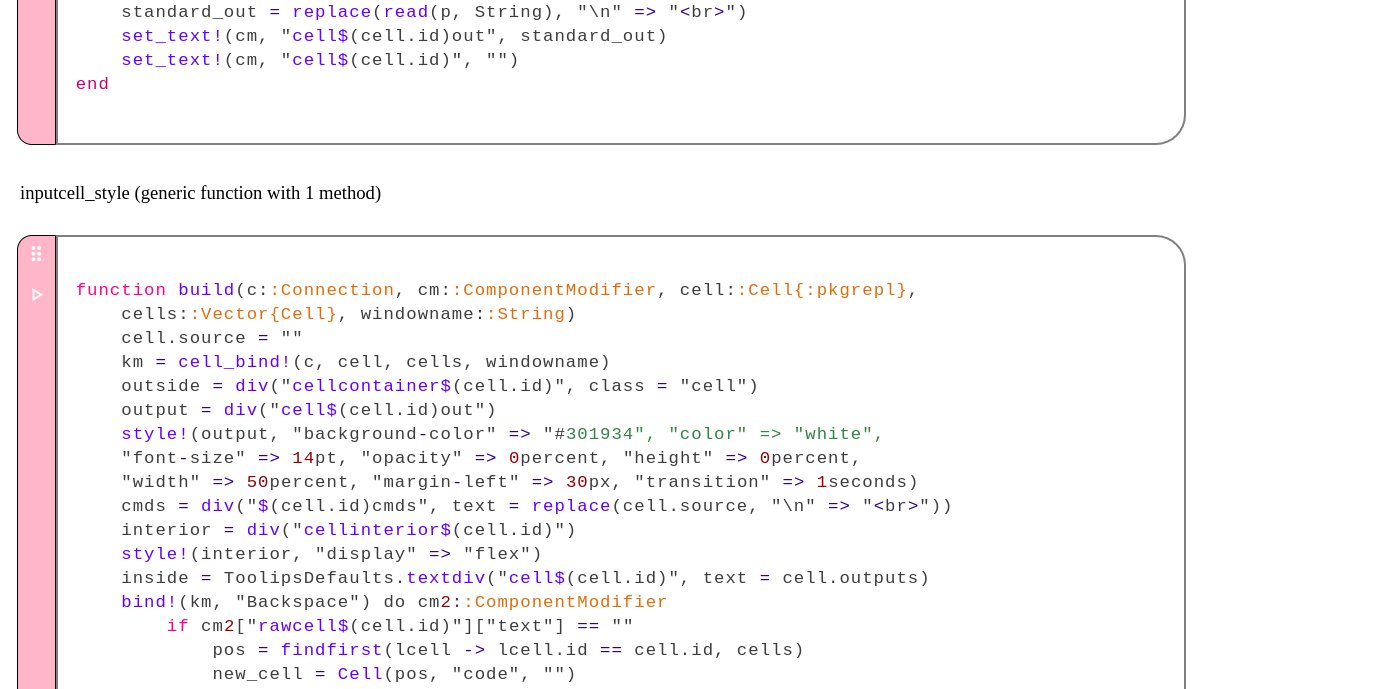 standard_out = replace(read(p, String), "\n" => "<br>")
    set_text!(cm, "cell$(cell.id)out", standard_out)
    set_text!(cm, "cell$(cell.id)", "")
end
inputcell_style (generic function with 1 method)
function build(c::Connection, cm::ComponentModifier, cell::Cell{:pkgrepl},
    cells::Vector{Cell}, windowname::String)
    cell.source = ""
    km = cell_bind!(c, cell, cells, windowname)
    outside = div("cellcontainer$(cell.id)", class = "cell")
    output = div("cell$(cell.id)out")
    style!(output, "background-color" => "#301934", "color" => "white",
    "font-size" => 14pt, "opacity" => 0percent, "height" => 0percent,
    "width" => 50percent, "margin-left" => 30px, "transition" => 1seconds)
    cmds = div("$(cell.id)cmds", text = replace(cell.source, "\n" => "<br>"))
    interior = div("cellinterior$(cell.id)")
    style!(interior, "display" => "flex")
    inside = ToolipsDefaults.textdiv("cell$(cell.id)", text = cell.outputs)
    bind!(km, "Backspace") do cm2::ComponentModifier
        if cm2["rawcell$(cell.id)"]["text"] == ""
            pos = findfirst(lcell -> lcell.id == cell.id, cells)
            new_cell = Cell(pos, "code", "")